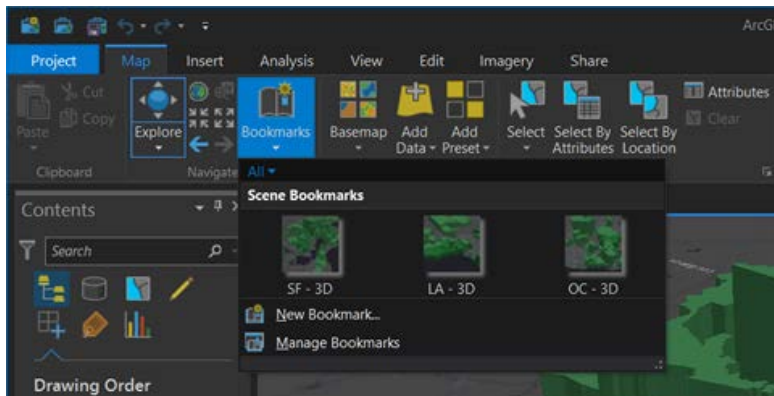 ArcG
Project Map Insert Analysis View Edit Imagery Share
Paste Cut Copy Explore Bookmarks Basemap Add Data Add Preset Select Select By Attributes Select By Location Attributes Clear
Clipboard Navigate
All
Scene Bookmarks
SF - 3D LA - 3D OC - 3D
New Bookmark...
Manage Bookmarks
Contents
Search
Drawing Order